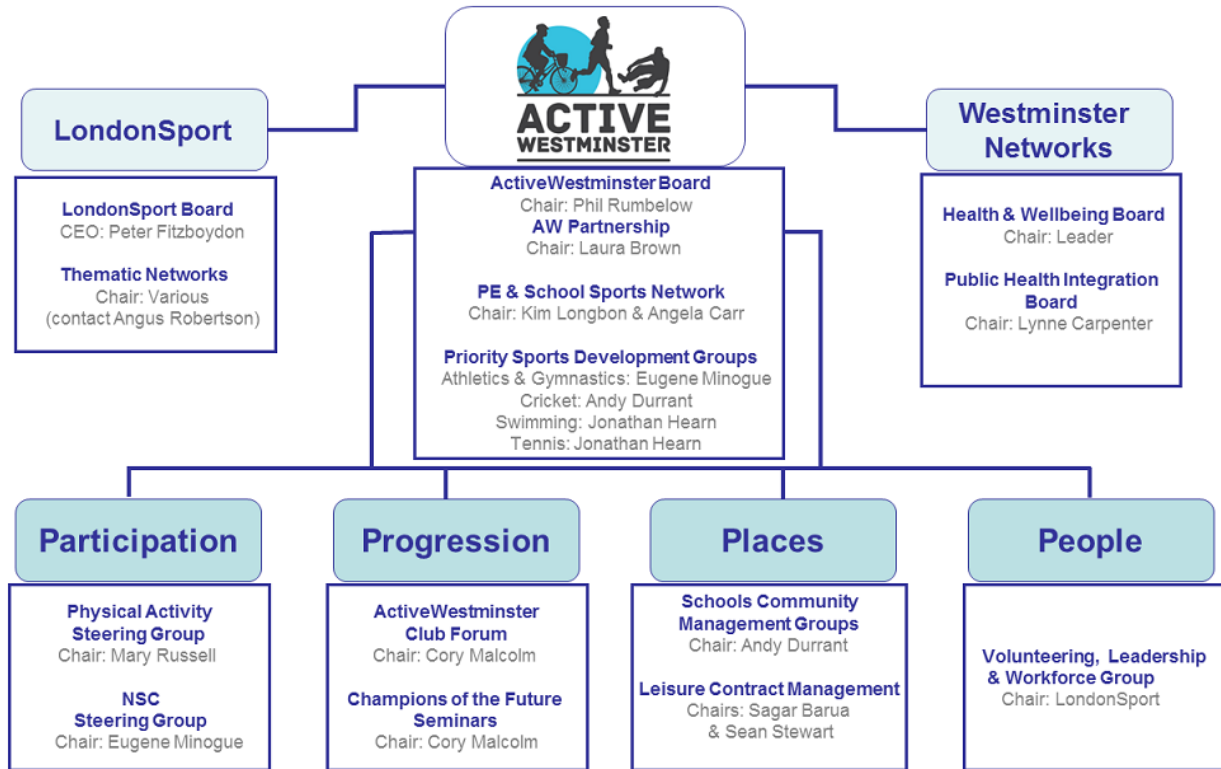 ACTIVE
WESTMINSTER
LondonSport
LondonSport Board
CEO: Peter Fitzboydon
Thematic Networks
Chair: Various
(contact Angus Robertson)
ActiveWestminster Board
Chair: Phil Rumbelow
AW Partnership
Chair: Laura Brown
PE & School Sports Network
Chair: Kim Longbon & Angela Carr
Priority Sports Development Groups
Athletics & Gymnastics: Eugene Minogue
Cricket: Andy Durrant
Swimming: Jonathan Hearn
Tennis: Jonathan Hearn
Westminster
Networks
Health & Wellbeing Board
Chair: Leader
Public Health Integration
Board
Chair: Lynne Carpenter
Participation
Physical Activity
Steering Group
Chair: Mary Russell
NSC
Steering Group
Chair: Eugene Minogue
Progression
ActiveWestminster
Club Forum
Chair: Cory Malcolm
Champions of the Future
Seminars
Chair: Cory Malcolm
Places
Schools Community
Management Groups
Chair: Andy Durrant
Leisure Contract Management
Chairs: Sagar Barua
& Sean Stewart
People
Volunteering, Leadership
& Workforce Group
Chair: LondonSport